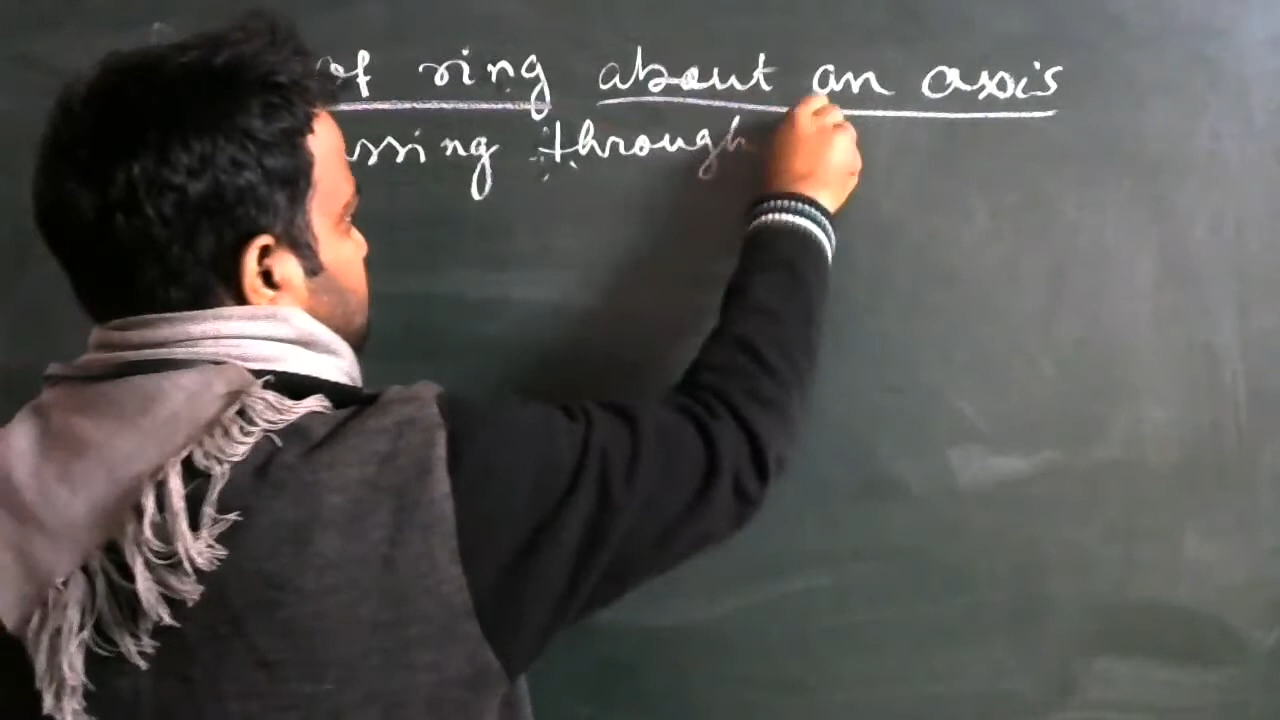 of ring about an axis
ssing through